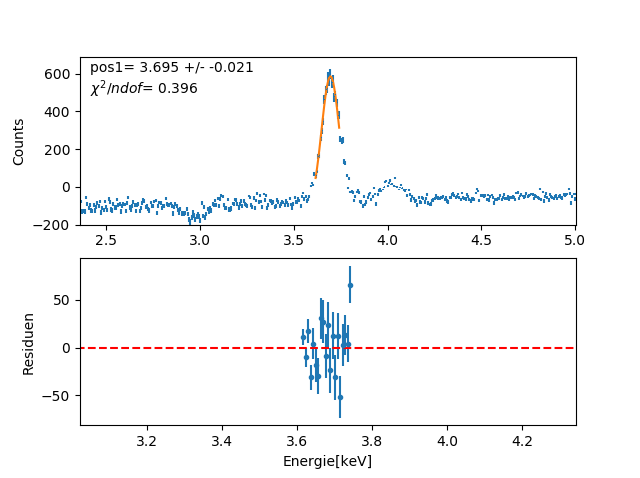 pos1= 3.695 +/- -0.021
χ²/ndof= 0.396
600
400
200
0
−200
Counts
2.5 3.0 3.5 4.0 4.5 5.0
50
0
−50
Residuen
3.2 3.4 3.6 3.8 4.0 4.2
Energie[keV]